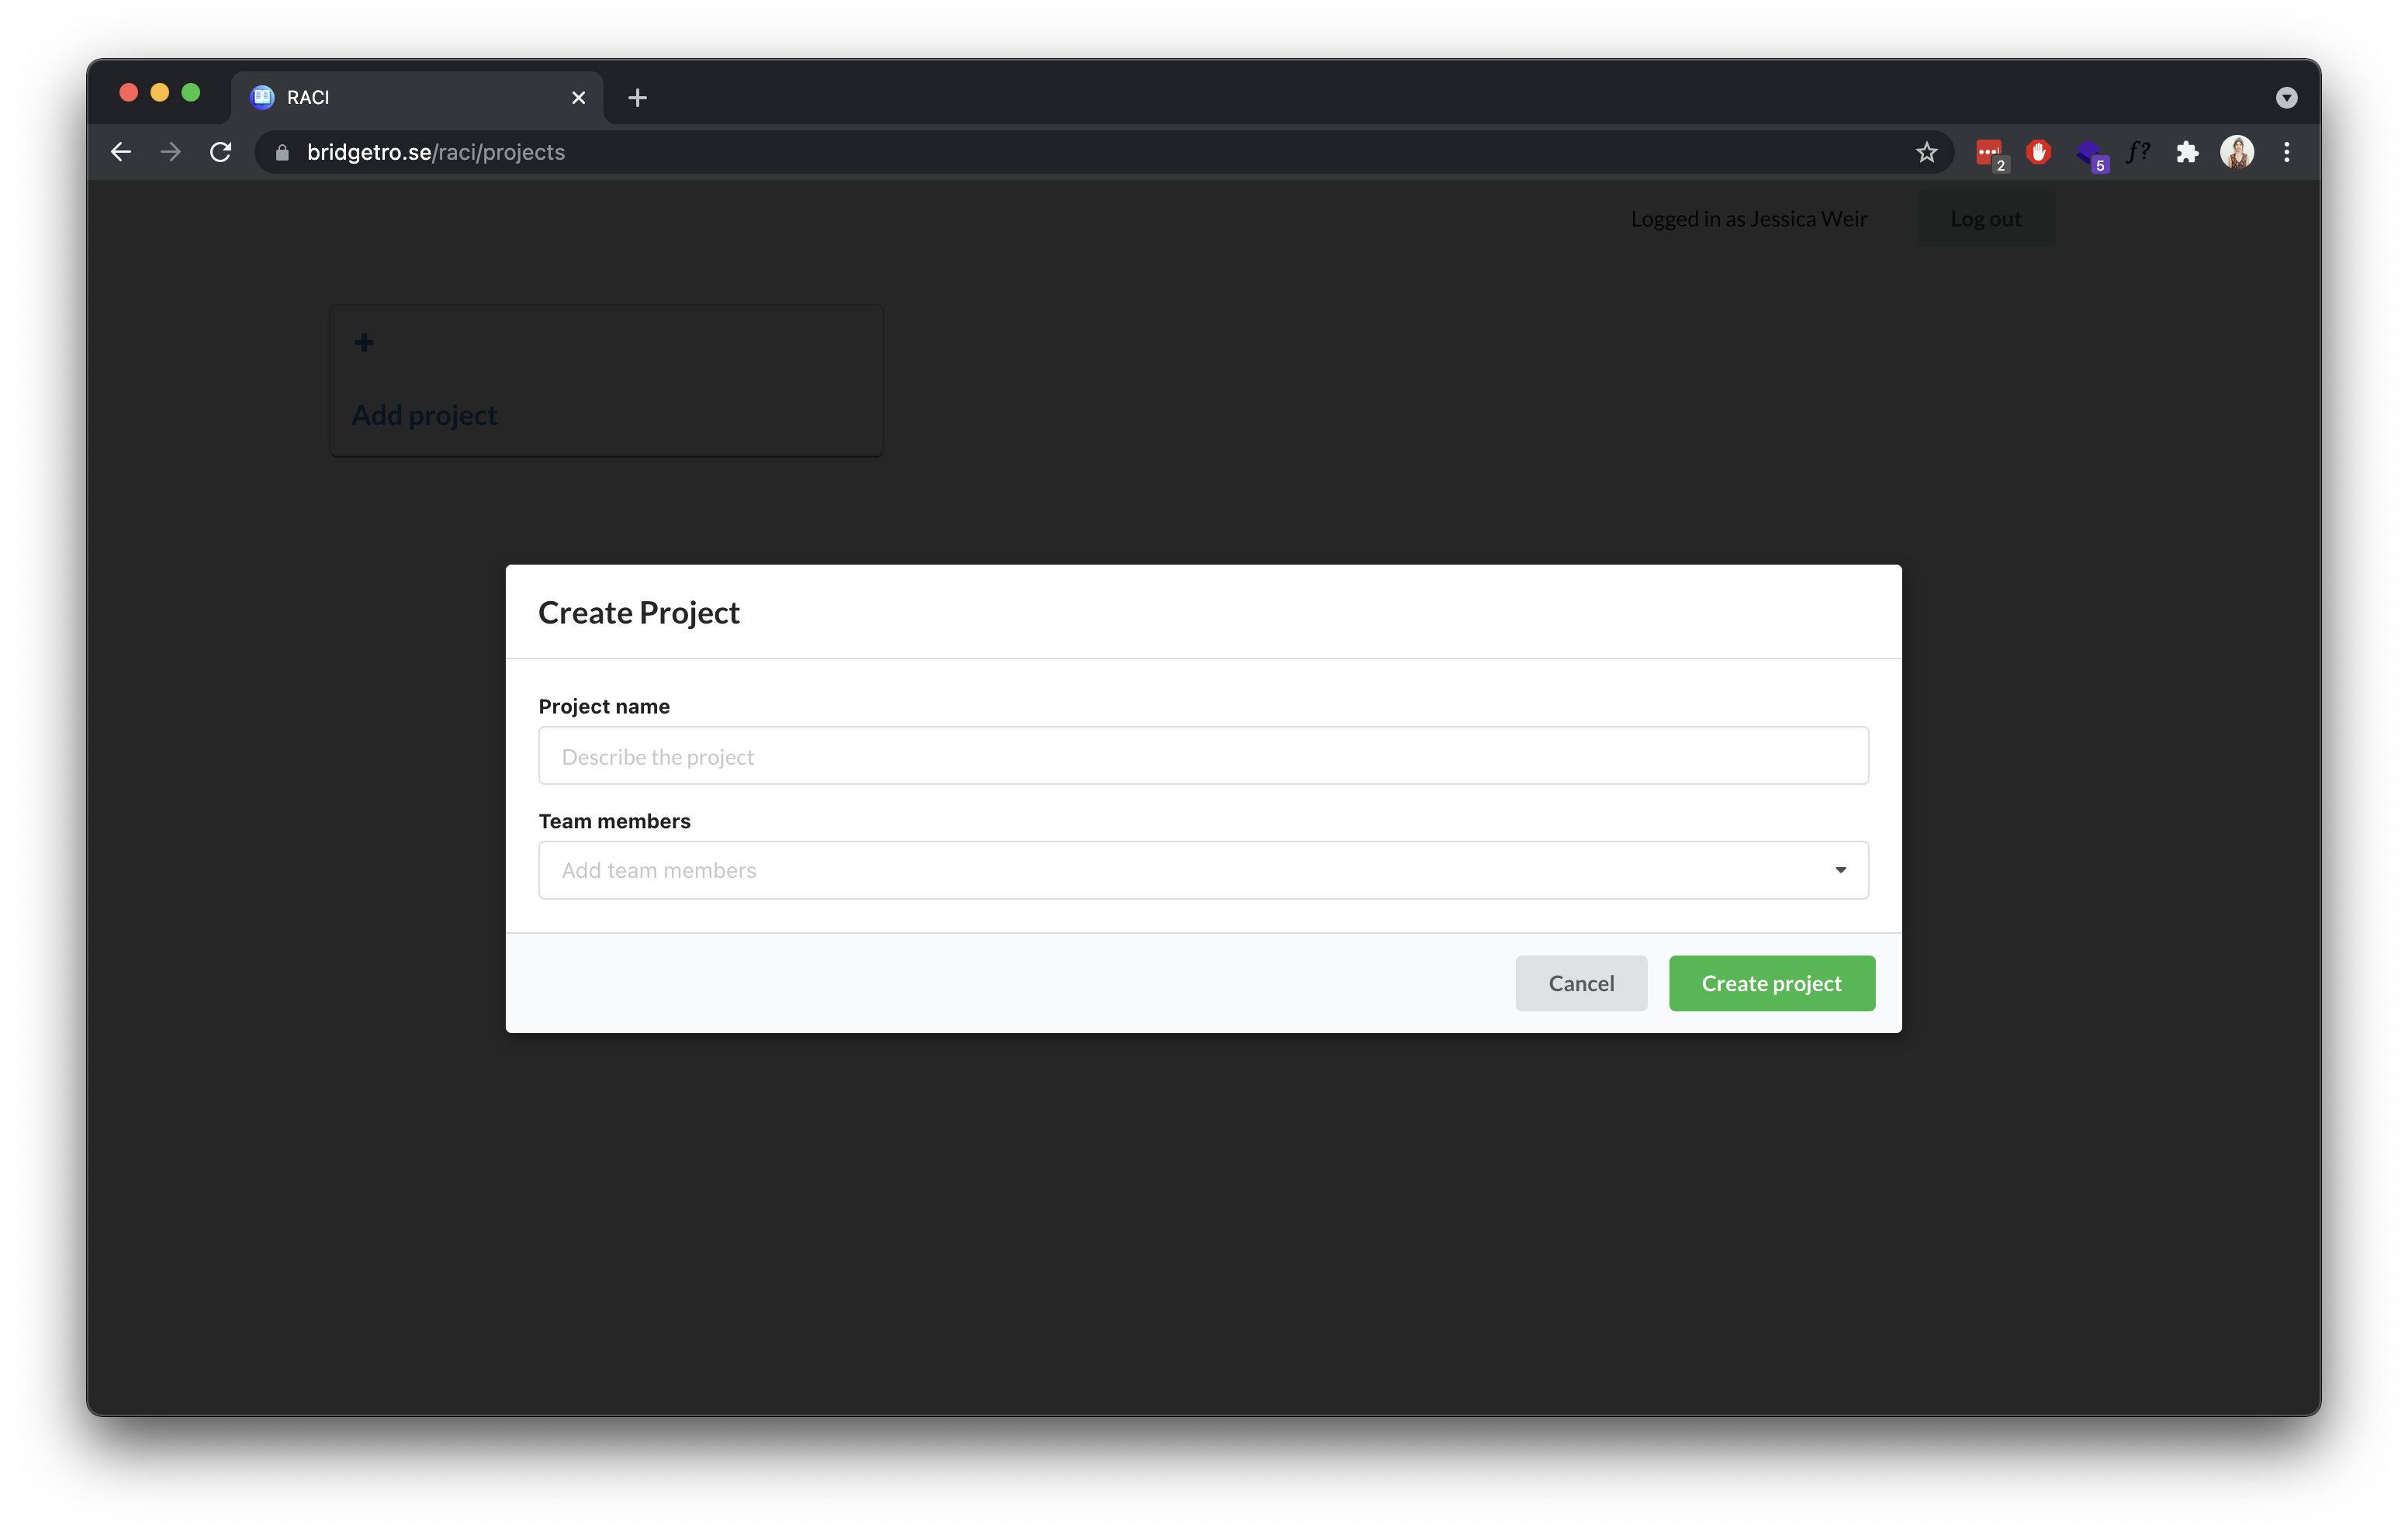 RACI
bridgetro.se/raci/projects
2
5
f?
Logged in as Jessica Weir
Log out
Add project
Create Project
Project name
Describe the project
Team members
Add team members
Cancel
Create project